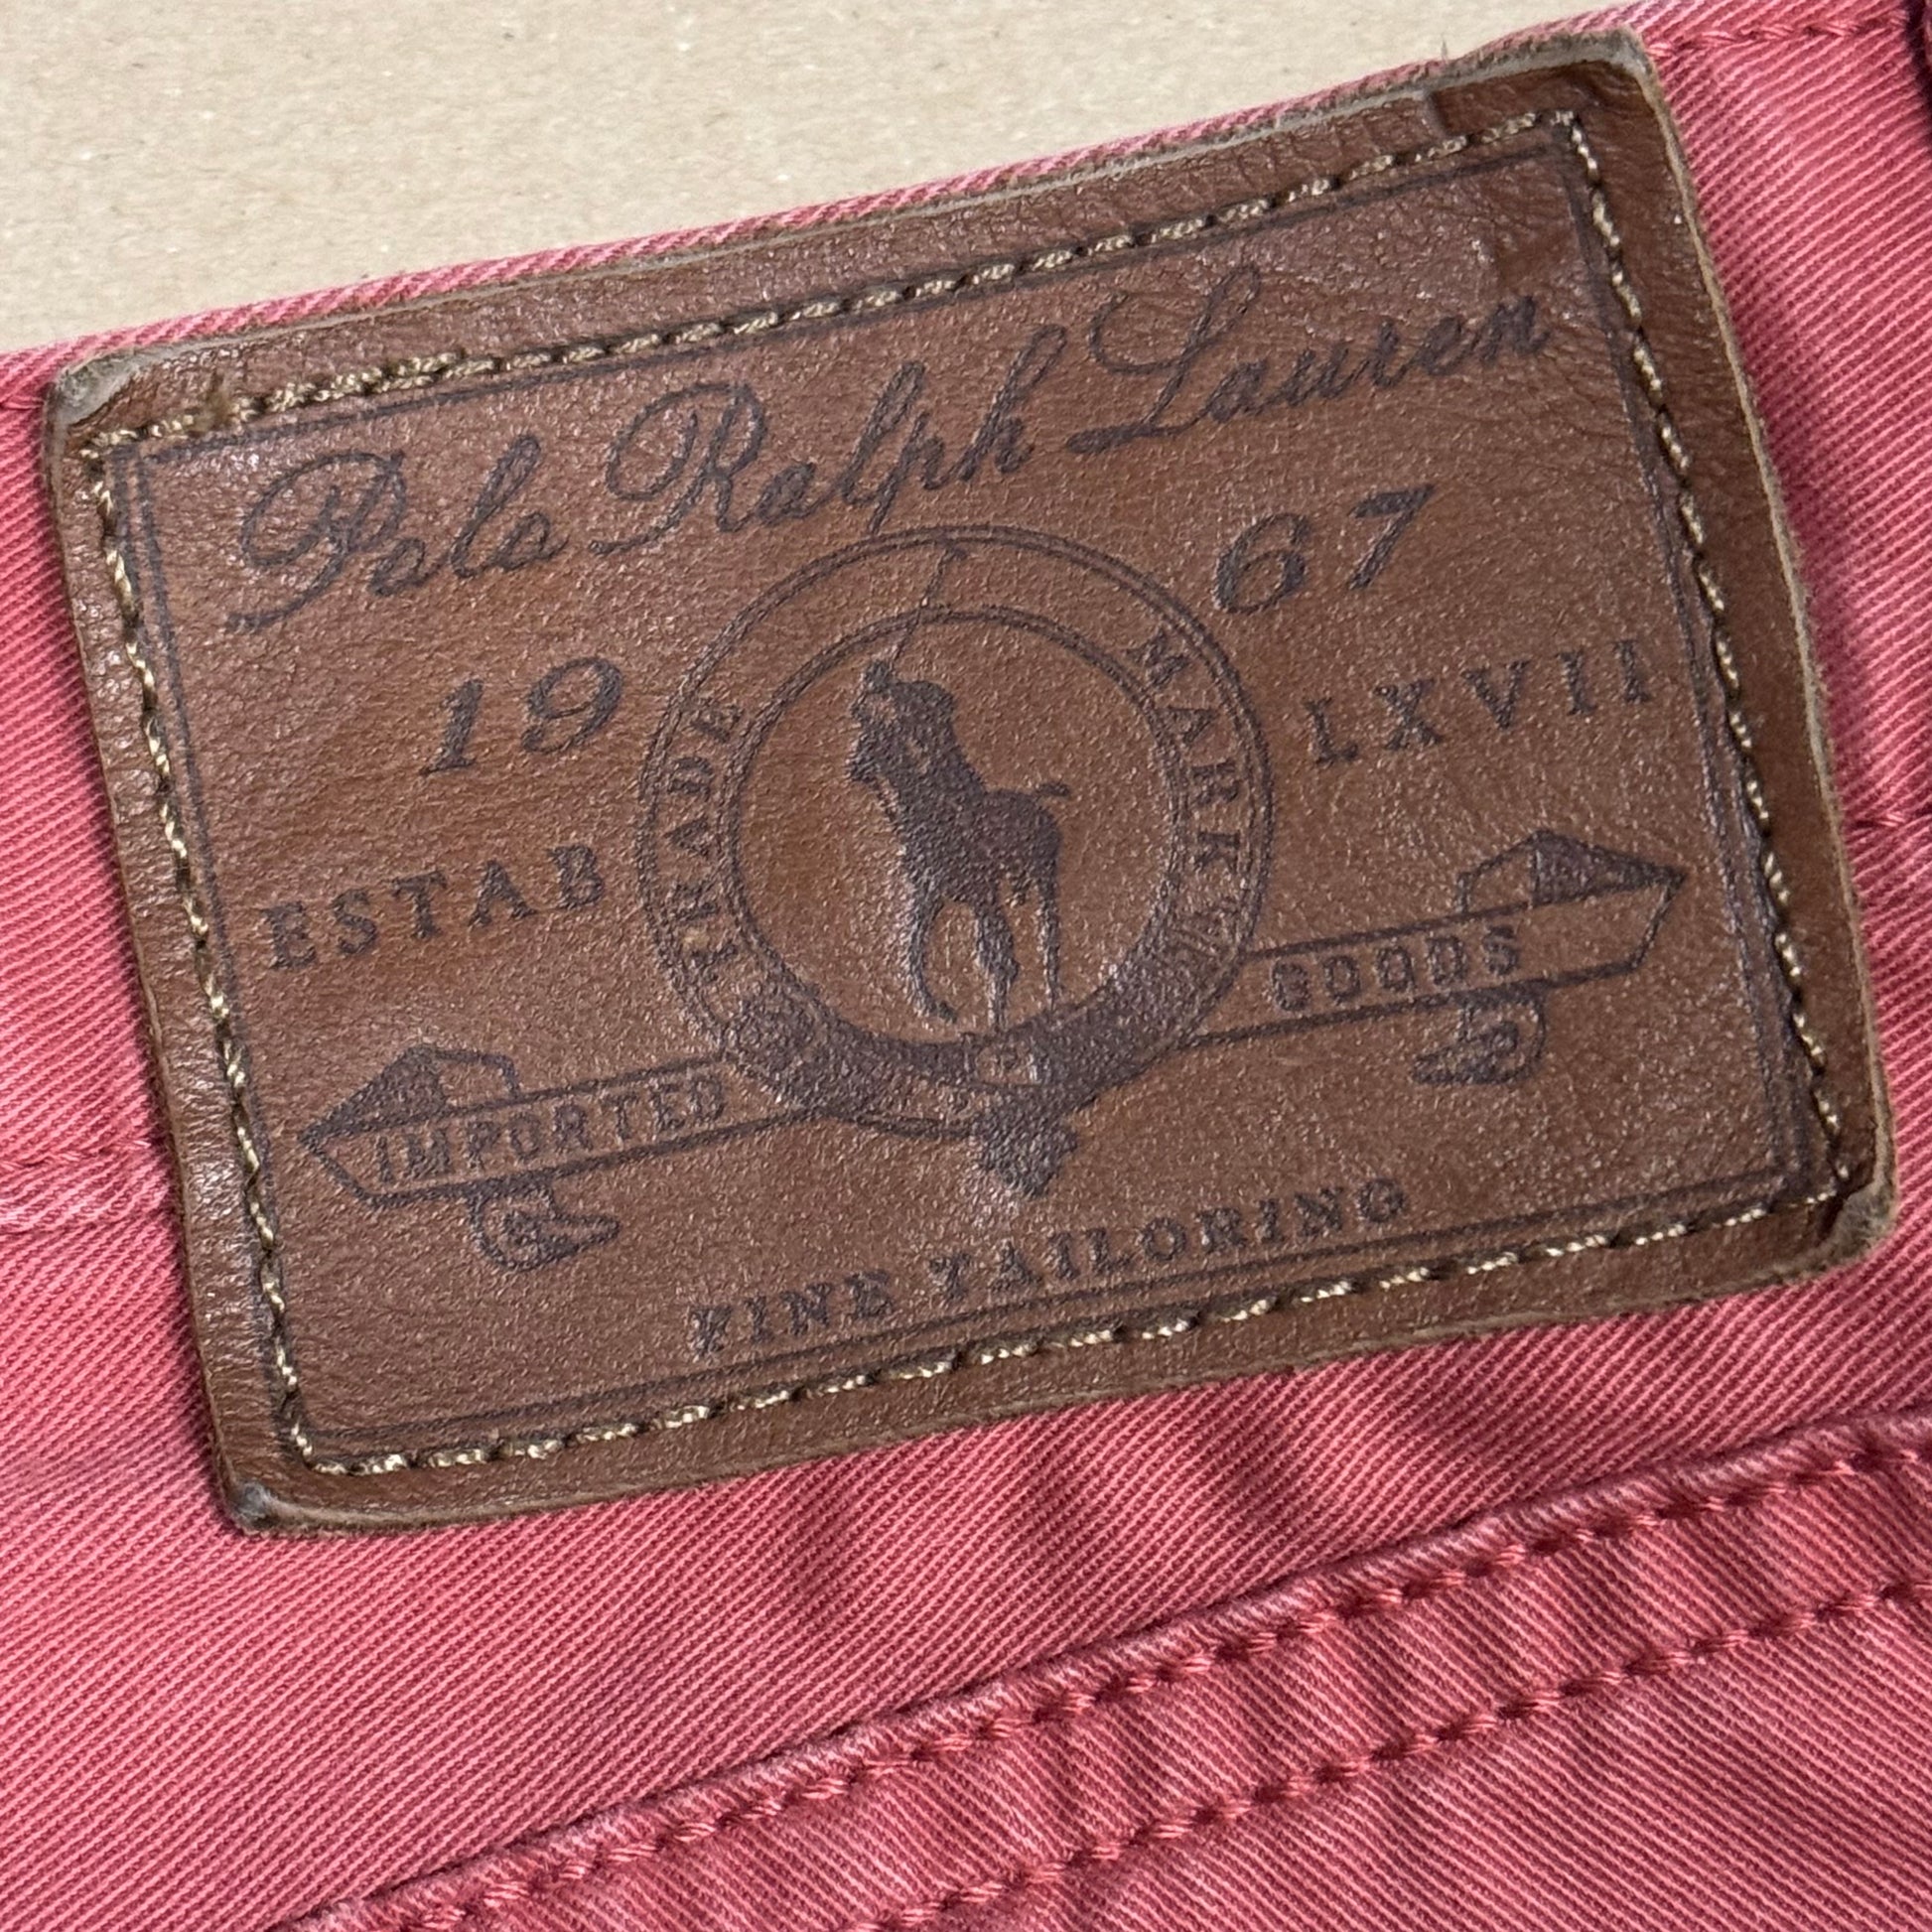 Polo Ralph Lauren
19 67
ESTAB LXVII
TRADE MARK
IMPORTED GOODS
FINE TAILORING